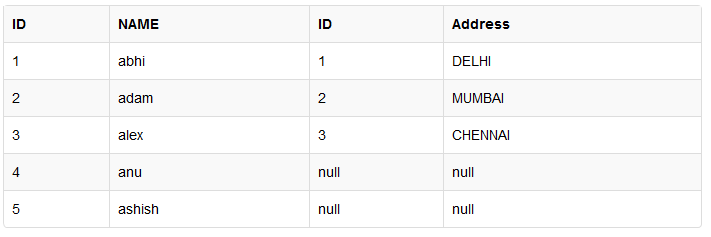 ID NAME ID Address
1 abhi 1 DELHI
2 adam 2 MUMBAI
3 alex 3 CHENNAI
4 anu null null
5 ashish null null